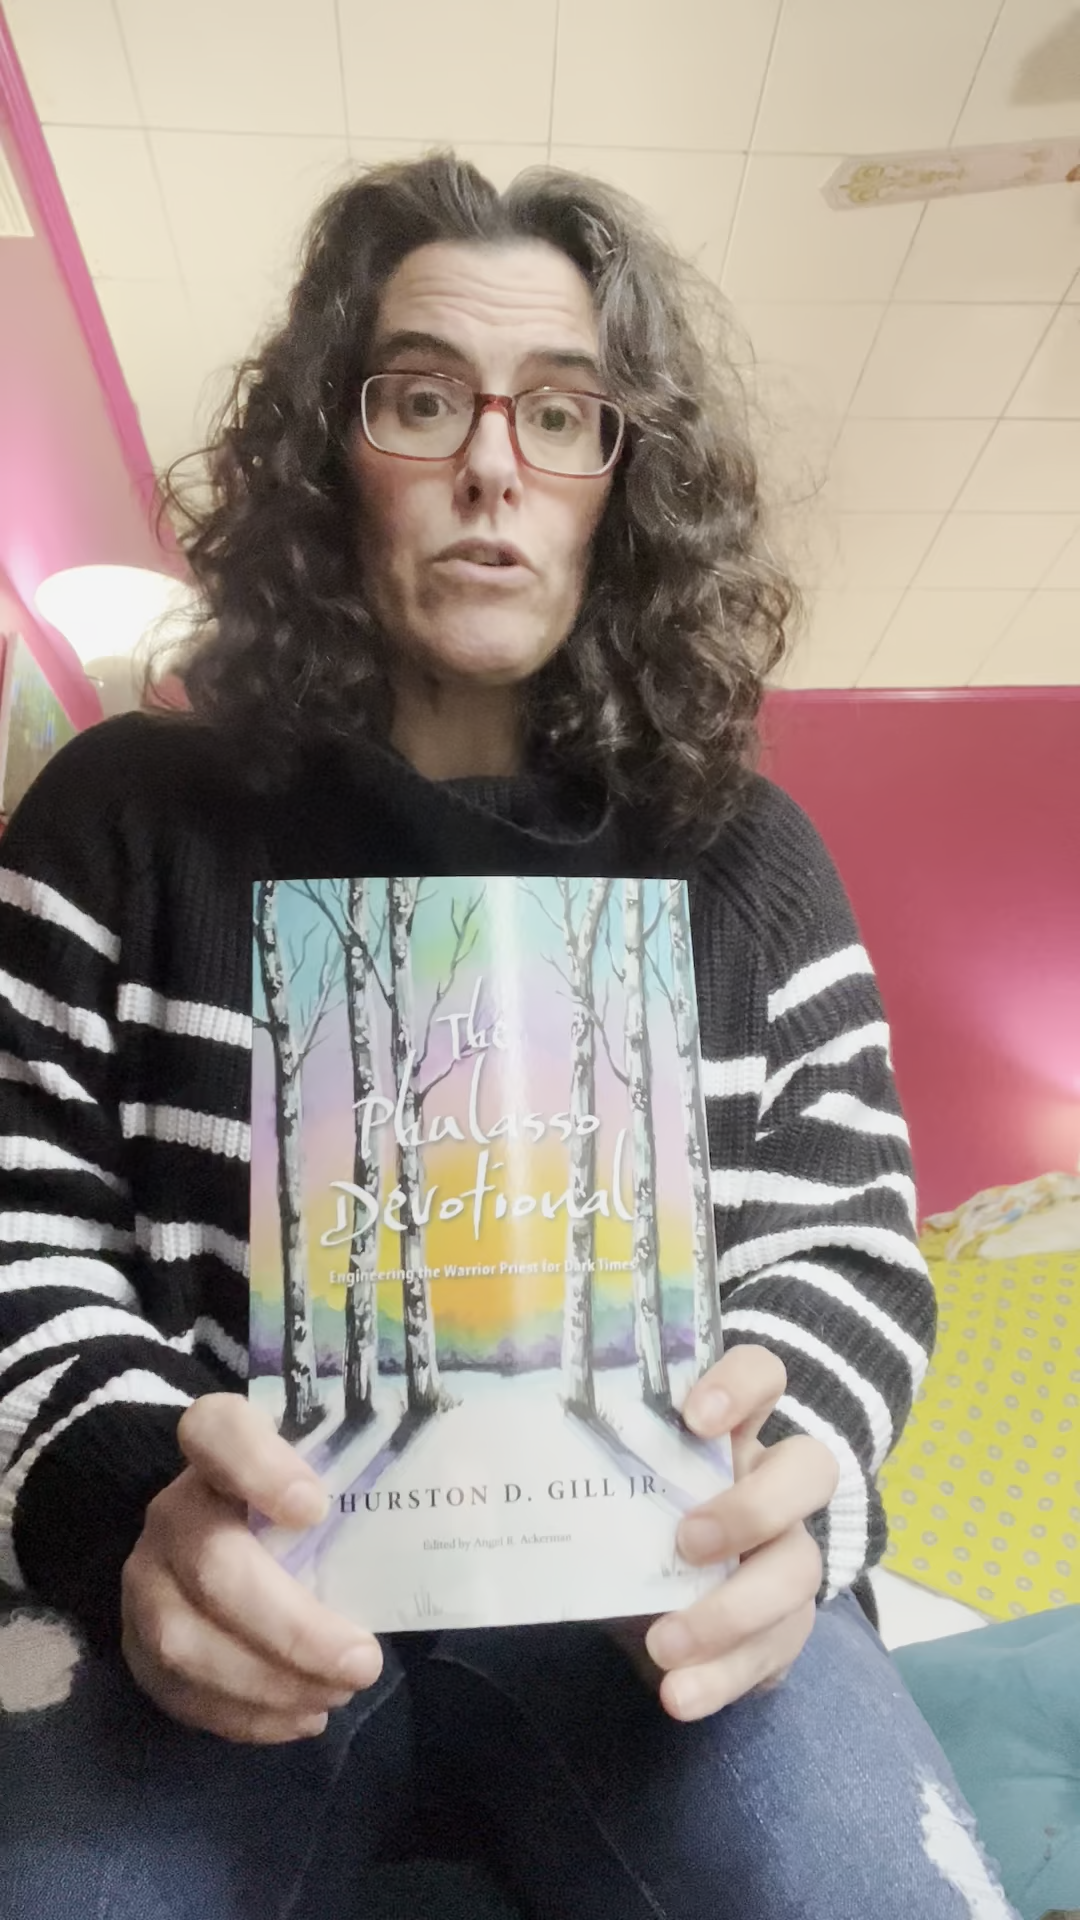 The
Phulasso
Devotional
Engineering the Warrior Priest for Dark Times
THURSTON D. GILL JR.
Edited by Angel R. Ackerman